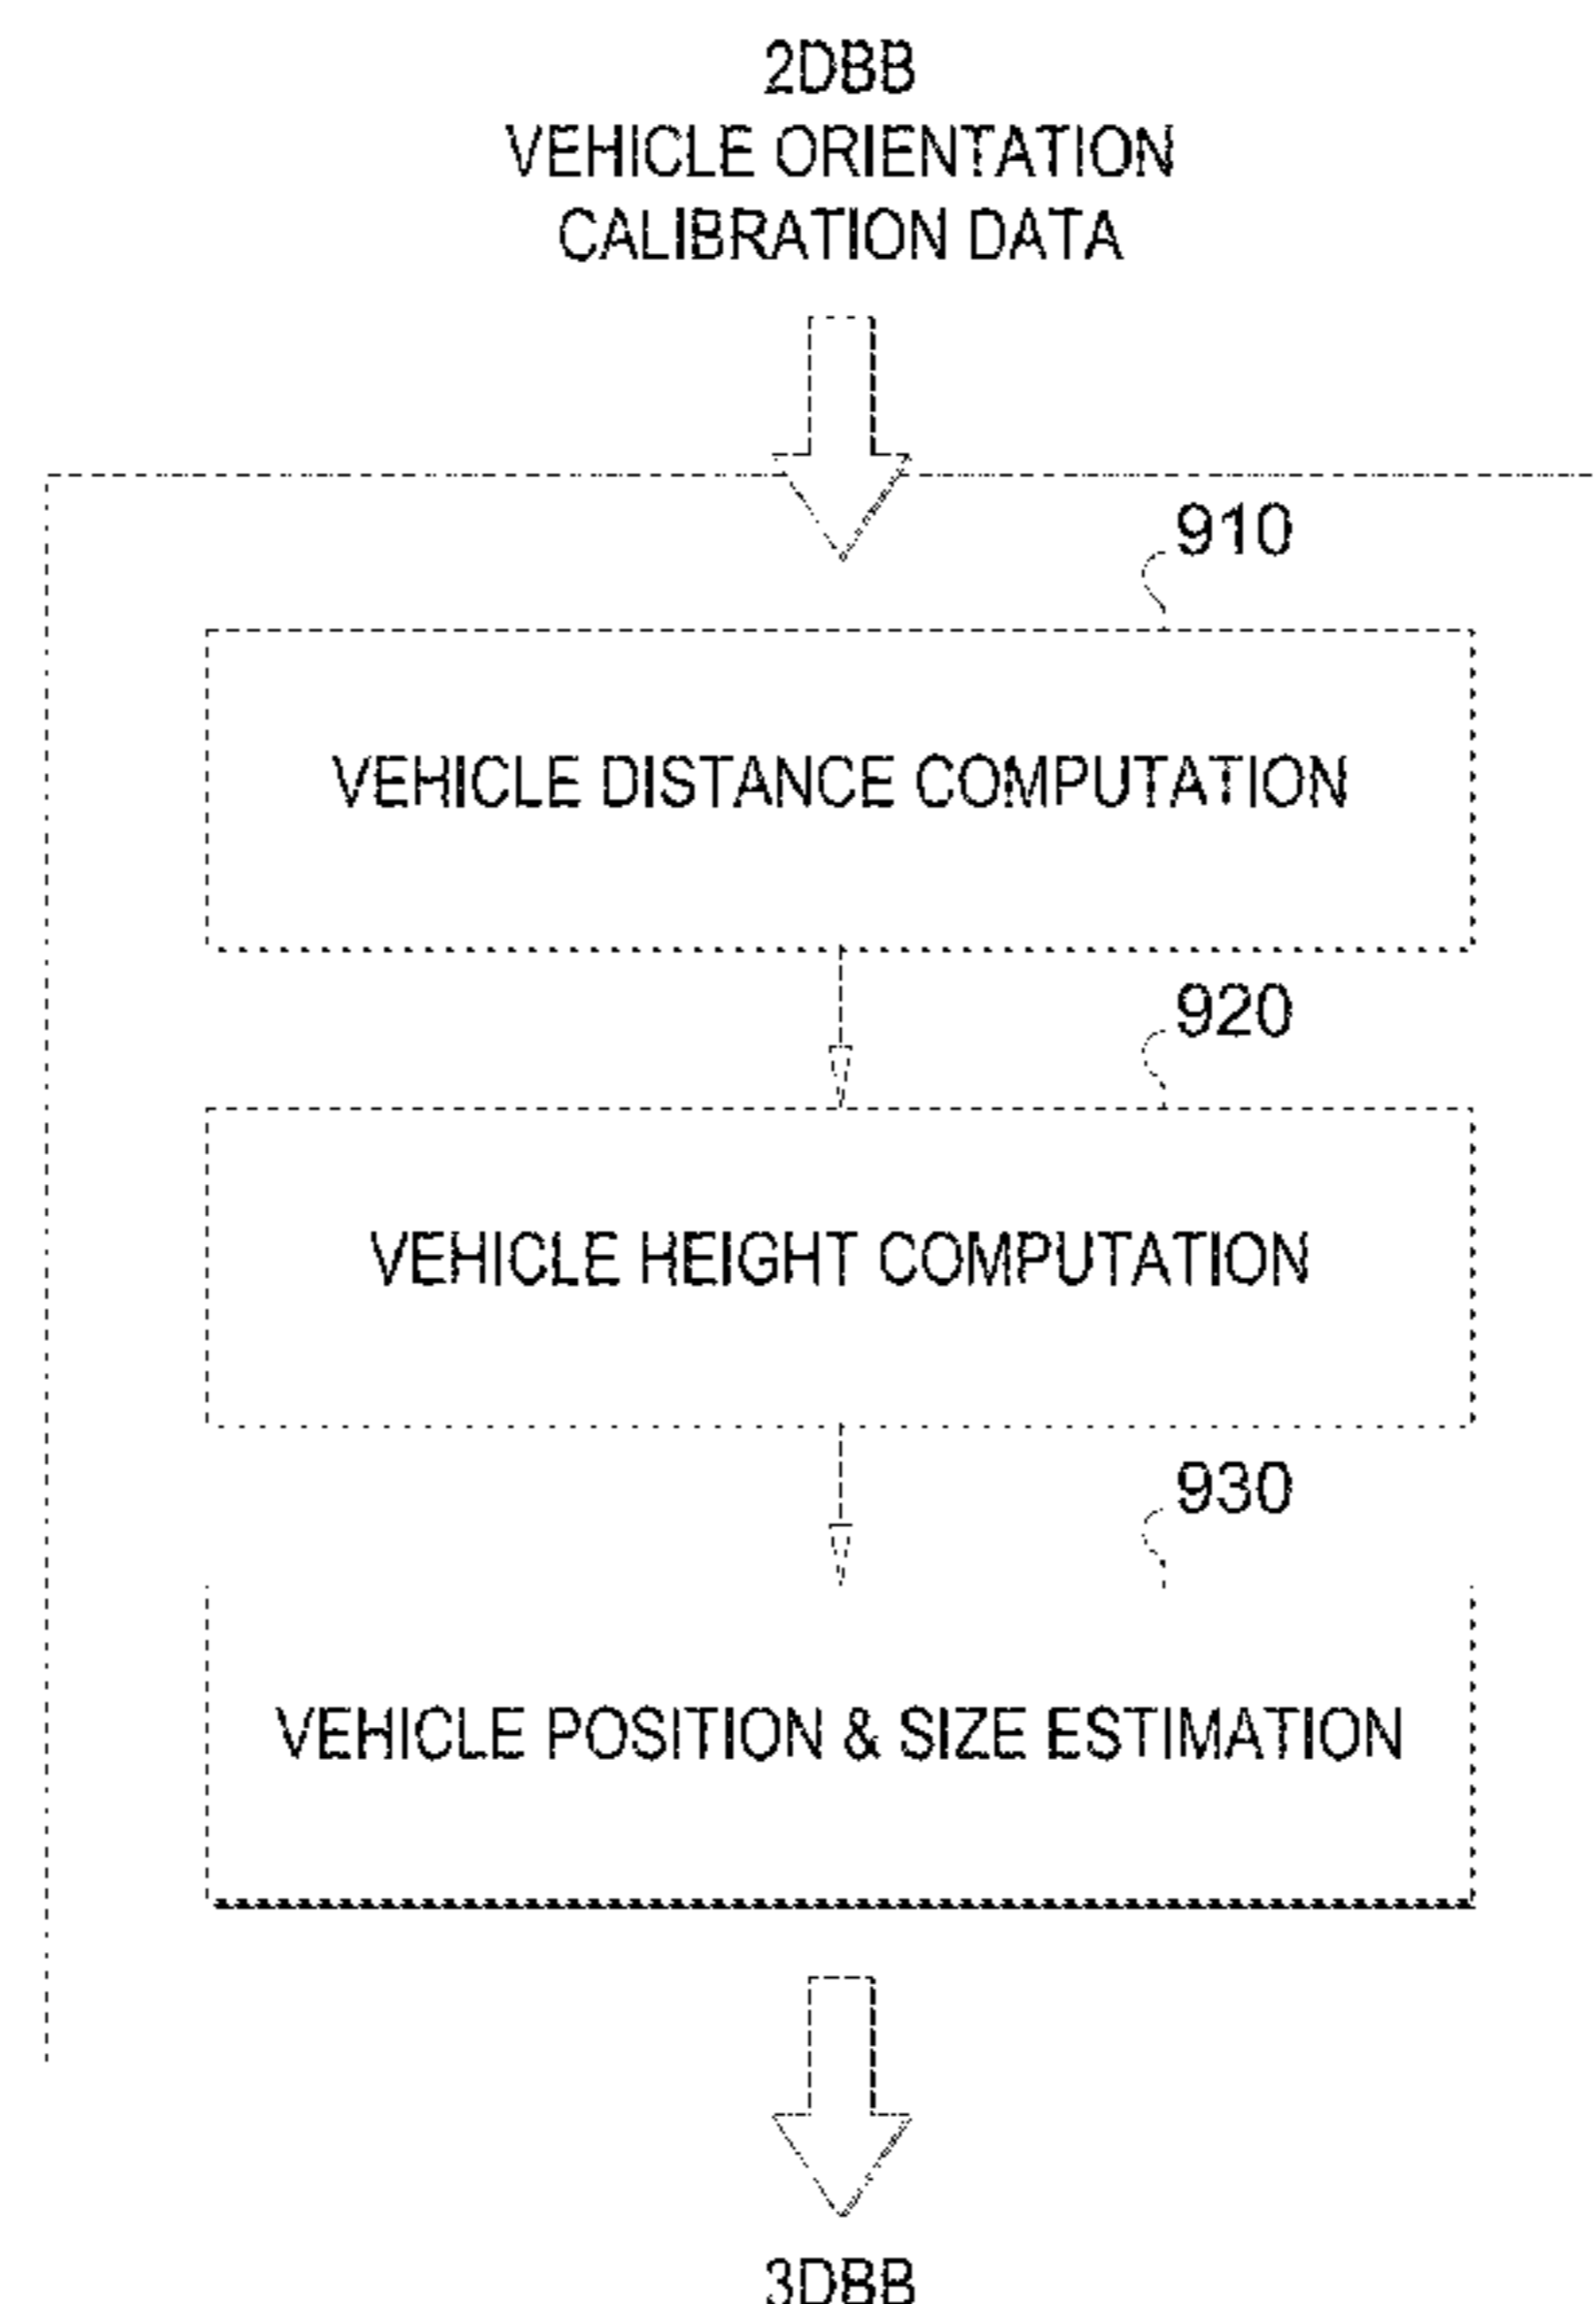 2DBB
VEHICLE ORIENTATION
CALIBRATION DATA
910
VEHICLE DISTANCE COMPUTATION
920
VEHICLE HEIGHT COMPUTATION
930
VEHICLE POSITION & SIZE ESTIMATION
3DBB